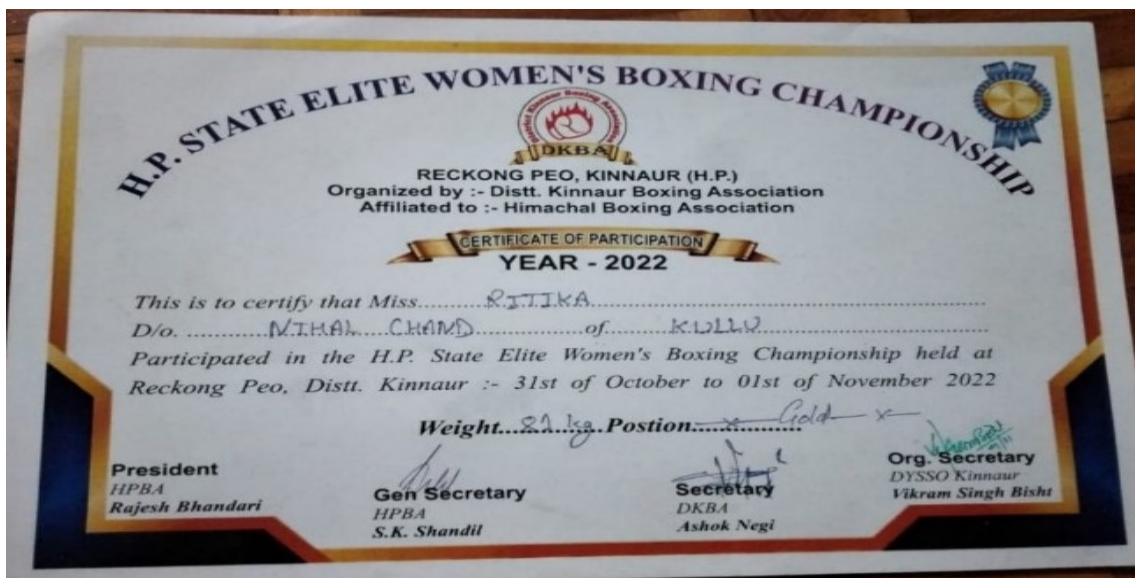 H.P. STATE ELITE WOMEN'S BOXING CHAMPIONSHIP
District Kinnaur Boxing Association
DKBA
RECKONG PEO, KINNAUR (H.P.)
Organized by :- Distt. Kinnaur Boxing Association
Affiliated to :- Himachal Boxing Association
CERTIFICATE OF PARTICIPATION
YEAR - 2022
This is to certify that Miss........RITIKA........
D/o. ........NIHAL CHAND........of........KULLU........
Participated in the H.P. State Elite Women's Boxing Championship held at
Reckong Peo, Distt. Kinnaur :- 31st of October to 01st of November 2022
Weight...81 kg...Postion...x Gold x
President
HPBA
Rajesh Bhandari
Gen Secretary
HPBA
S.K. Shandil
Secretary
DKBA
Ashok Negi
Org. Secretary
DYSSO Kinnaur
Vikram Singh Bisht